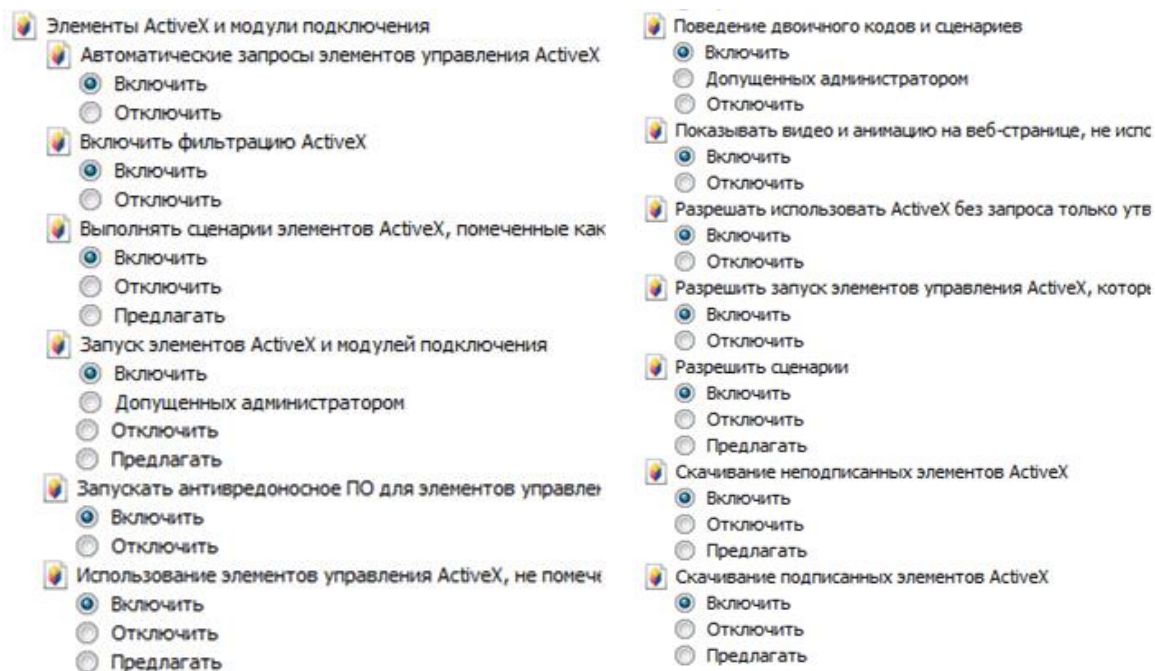 Элементы ActiveX и модули подключения
Автоматические запросы элементов управления ActiveX
Включить
Отключить
Включить фильтрацию ActiveX
Включить
Отключить
Выполнять сценарии элементов ActiveX, помеченные как
Включить
Отключить
Предлагать
Запуск элементов ActiveX и модулей подключения
Включить
Допущенных администратором
Отключить
Предлагать
Запускать антивредоносное ПО для элементов управлен
Включить
Отключить
Использование элементов управления ActiveX, не помече
Включить
Отключить
Предлагать
Поведение двоичного кодов и сценариев
Включить
Допущенных администратором
Отключить
Показывать видео и анимацию на веб-странице, не испс
Включить
Отключить
Разрешать использовать ActiveX без запроса только утв
Включить
Отключить
Разрешить запуск элементов управления ActiveX, которы
Включить
Отключить
Разрешить сценарии
Включить
Отключить
Предлагать
Скачивание неподписанных элементов ActiveX
Включить
Отключить
Предлагать
Скачивание подписанных элементов ActiveX
Включить
Отключить
Предлагать